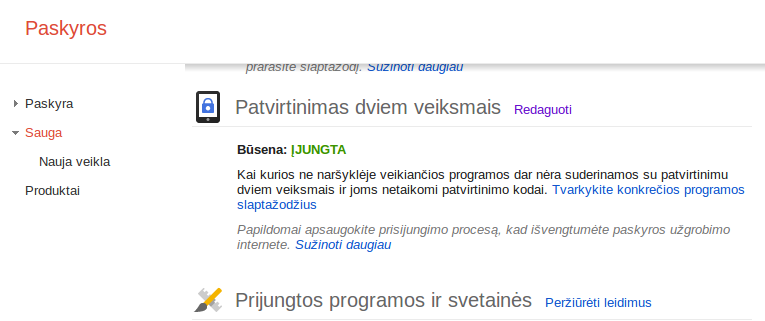 Paskyros
prarasite slaptažodį. Sužinoti daugiau
Paskyra
Patvirtinimas dviem veiksmais Redaguoti
Sauga
Būsena: ĮJUNGTA
Nauja veikla
Kai kurios ne naršyklėje veikiančios programos dar nėra suderinamos su patvirtinimu
dviem veiksmais ir joms netaikomi patvirtinimo kodai. Tvarkykite konkrečios programos
slaptažodžius
Produktai
Papildomai apsaugokite prisijungimo procesą, kad išvengtumėte paskyros užgrobimo
internete. Sužinoti daugiau
Prijungtos programos ir svetainės Peržiūrėti leidimus